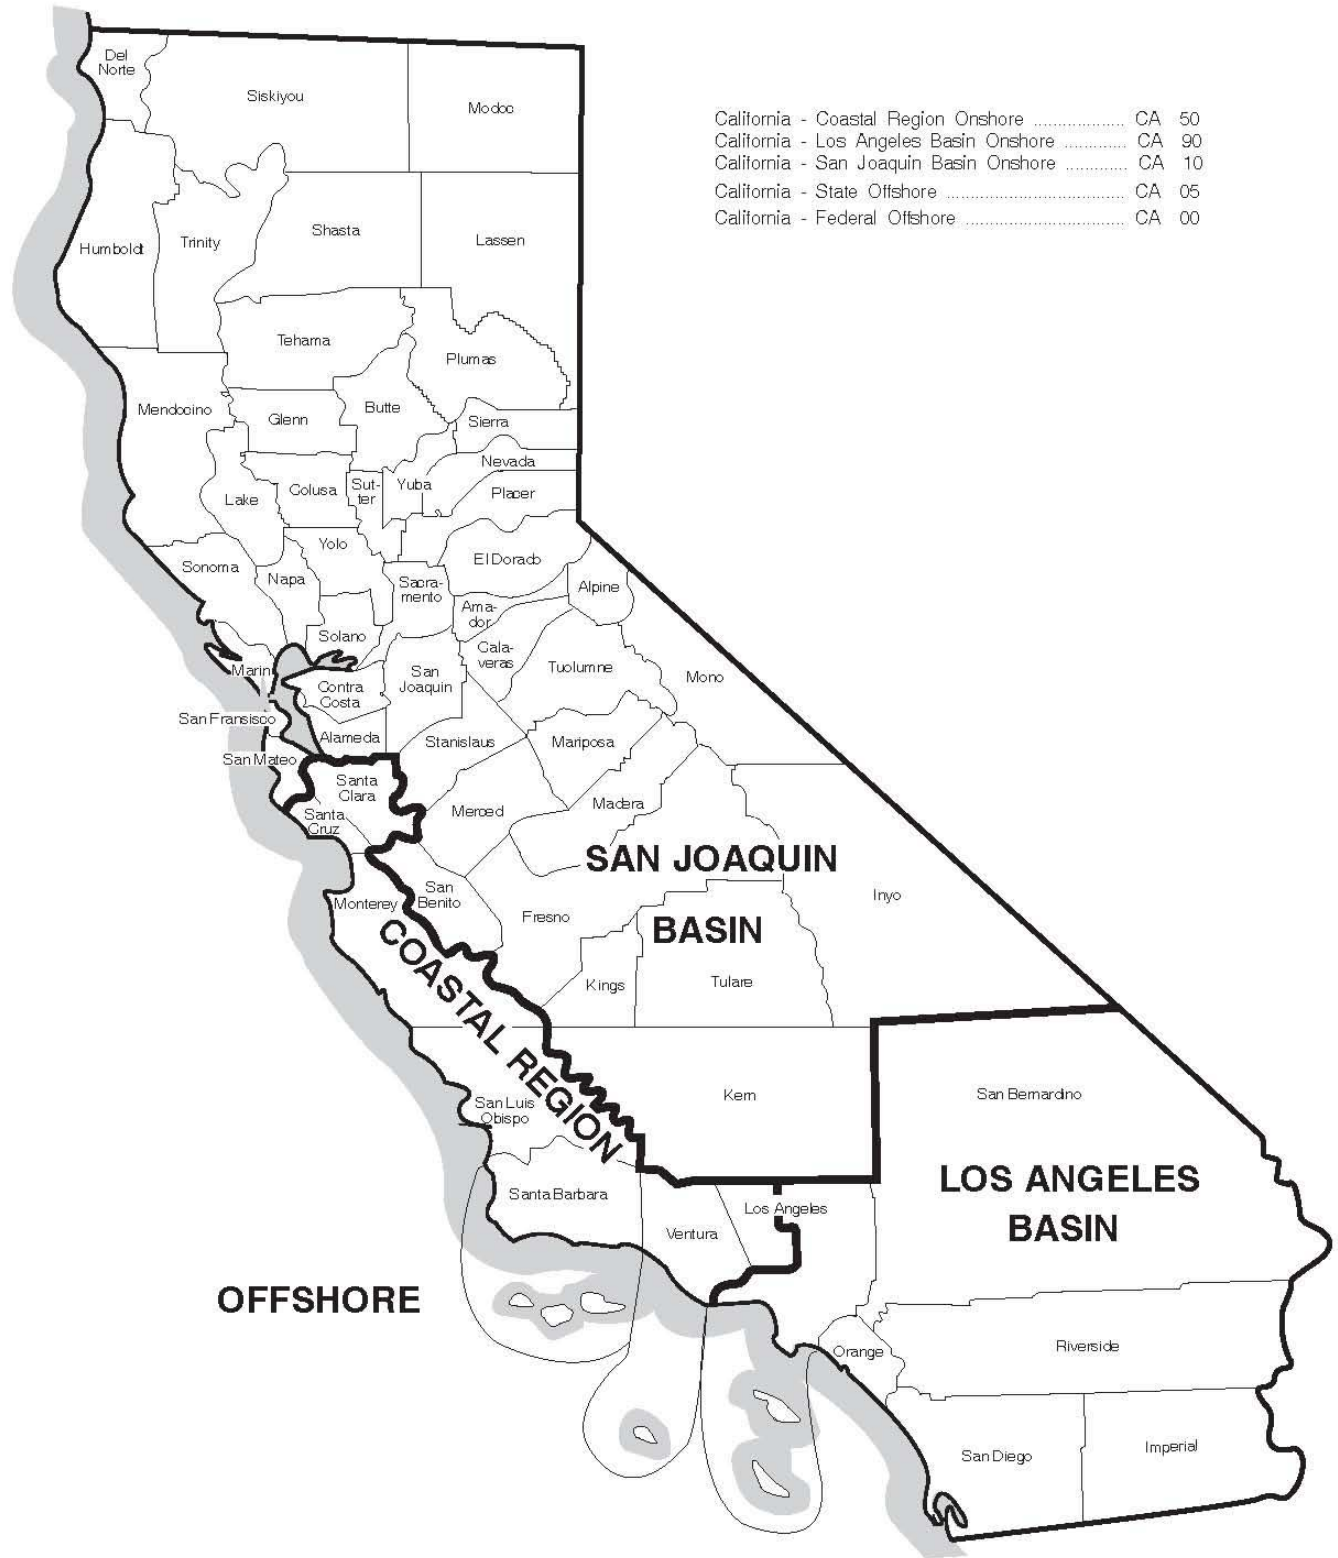 Del
Norte
Siskiyou
Modoc
California - Coastal Region Onshore ................... CA 50
California - Los Angeles Basin Onshore ............. CA 90
California - San Joaquin Basin Onshore ............. CA 10
California - State Offshore ..................................... CA 05
California - Federal Offshore ................................. CA 00
Humboldt
Trinity
Shasta
Lassen
Tehama
Plumas
Mendocino
Glenn
Butte
Sierra
Nevada
Lake
Colusa
Sut-
ter
Yuba
Placer
Yolo
El Dorado
Sonoma
Napa
Sacra-
mento
Alpine
Ama-
dor
Solano
Cala-
veras
Marin
San
Joaquin
Tuolumne
Mono
Contra
Costa
San Fransisco
Alameda
Stanislaus
Mariposa
San Mateo
Santa
Clara
Santa
Cruz
Merced
Madera
SAN JOAQUIN
BASIN
San
Benito
Monterey
Fresno
Inyo
Kings
Tulare
COASTAL REGION
San Luis
Obispo
Kern
San Bernardino
LOS ANGELES
BASIN
Santa Barbara
Los Angeles
Ventura
OFFSHORE
Orange
Riverside
San Diego
Imperial